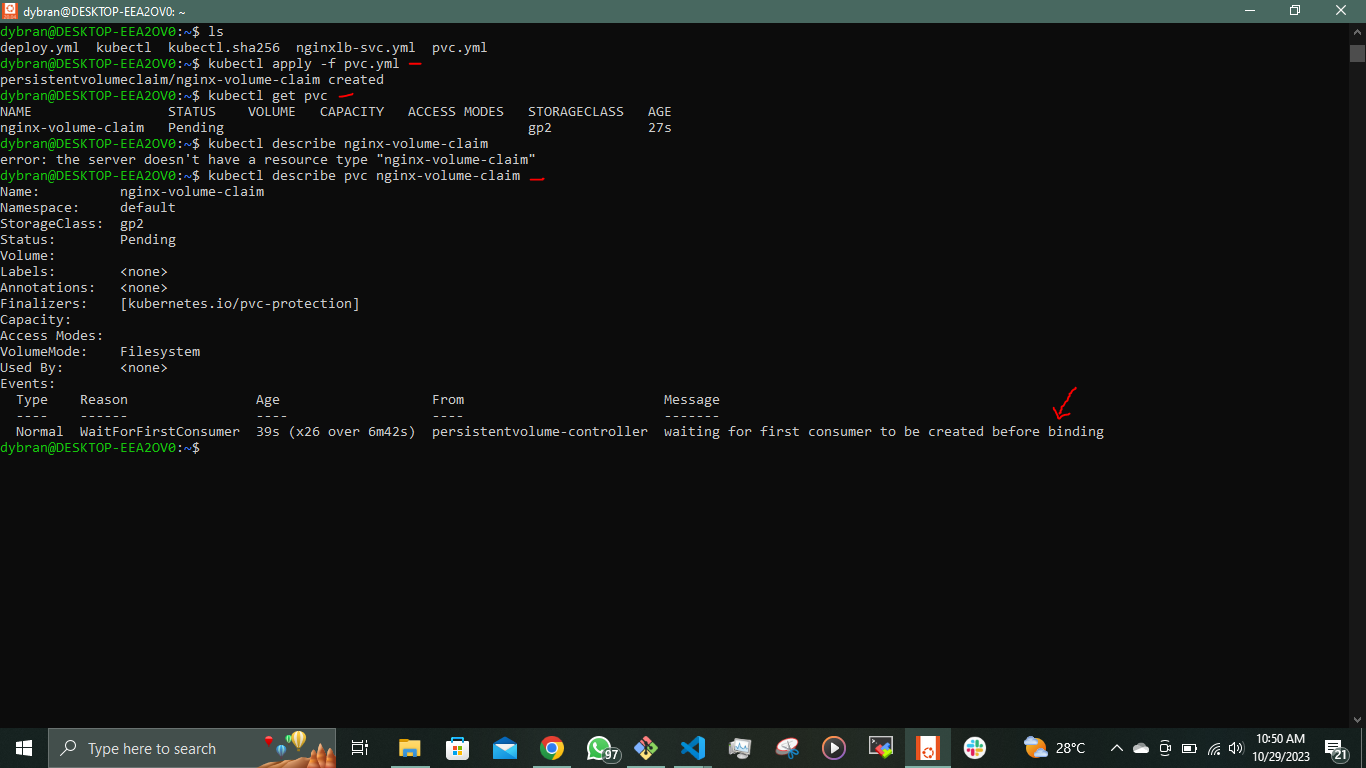 dybran@DESKTOP-EEA2OV0: ~
dybran@DESKTOP-EEA2OV0:~$ ls
deploy.yml  kubectl  kubectl.sha256  nginxlb-svc.yml  pvc.yml
dybran@DESKTOP-EEA2OV0:~$ kubectl apply -f pvc.yml
persistentvolumeclaim/nginx-volume-claim created
dybran@DESKTOP-EEA2OV0:~$ kubectl get pvc
NAME                 STATUS    VOLUME   CAPACITY   ACCESS MODES   STORAGECLASS   AGE
nginx-volume-claim   Pending                                      gp2            27s
dybran@DESKTOP-EEA2OV0:~$ kubectl describe nginx-volume-claim
error: the server doesn't have a resource type "nginx-volume-claim"
dybran@DESKTOP-EEA2OV0:~$ kubectl describe pvc nginx-volume-claim
Name:          nginx-volume-claim
Namespace:     default
StorageClass:  gp2
Status:        Pending
Volume:
Labels:        <none>
Annotations:   <none>
Finalizers:    [kubernetes.io/pvc-protection]
Capacity:
Access Modes:
VolumeMode:    Filesystem
Used By:       <none>
Events:
  Type    Reason                Age                   From                         Message
  ----    ------                ----                  ----                         -------
  Normal  WaitForFirstConsumer  39s (x26 over 6m42s)  persistentvolume-controller  waiting for first consumer to be created before binding
dybran@DESKTOP-EEA2OV0:~$
Type here to search
97
28°C
10:50 AM
10/29/2023
21